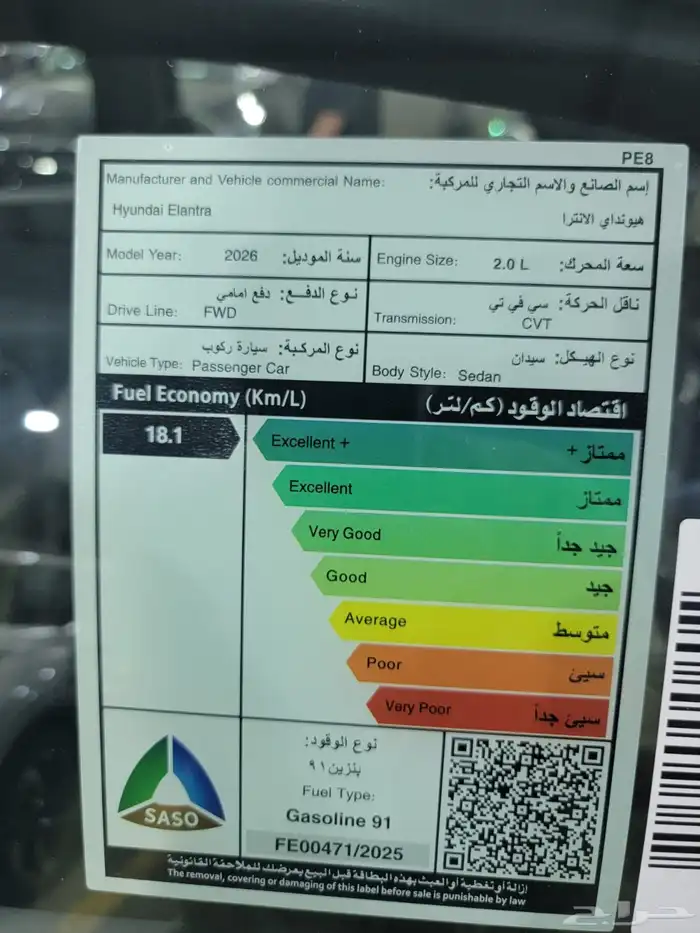 PE8
Manufacturer and Vehicle commercial Name: إسم الصانع والاسم التجاري للمركبة:
Hyundai Elantra هيونداي الانترا
Model Year: 2026 سنة الموديل:
Engine Size: 2.0 L سعة المحرك:
نوع الدفع: دفع امامي
Drive Line: FWD
ناقل الحركة: سي في تي
Transmission: CVT
نوع المركبة: سيارة ركوب
Vehicle Type: Passenger Car
نوع الهيكل: سيدان
Body Style: Sedan
Fuel Economy (Km/L) اقتصاد الوقود (كم/لتر)
18.1
Excellent + ممتاز +
Excellent ممتاز
Very Good جيد جداً
Good جيد
Average متوسط
Poor سيئ
Very Poor سيئ جداً
SASO
نوع الوقود:
بنزين ٩١
Fuel Type:
Gasoline 91
FE00471/2025
إزالة أو تغطية أو العبث بهذه البطاقة قبل البيع يعرضك للملاحقة القانونية
The removal, covering or damaging of this label before sale is punishable by law
حراج